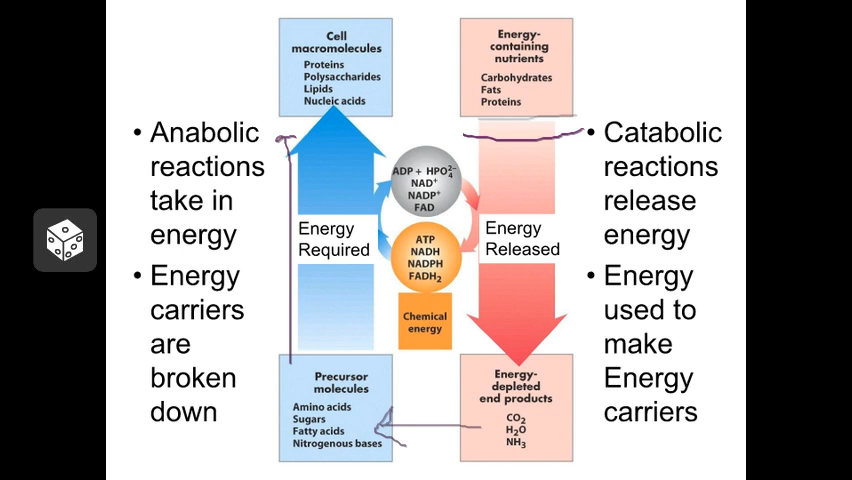 Cell
macromolecules
Proteins
Polysaccharides
Lipids
Nucleic acids
Energy-
containing
nutrients
Carbohydrates
Fats
Proteins
• Anabolic
reactions
take in
energy
• Energy
carriers
are
broken
down
Energy
Required
ADP + HPO₄²⁻
NAD⁺
NADP⁺
FAD
ATP
NADH
NADPH
FADH₂
Chemical
energy
Energy
Released
• Catabolic
reactions
release
energy
• Energy
used to
make
Energy
carriers
Precursor
molecules
Amino acids
Sugars
Fatty acids
Nitrogenous bases
Energy-
depleted
end products
CO₂
H₂O
NH₃